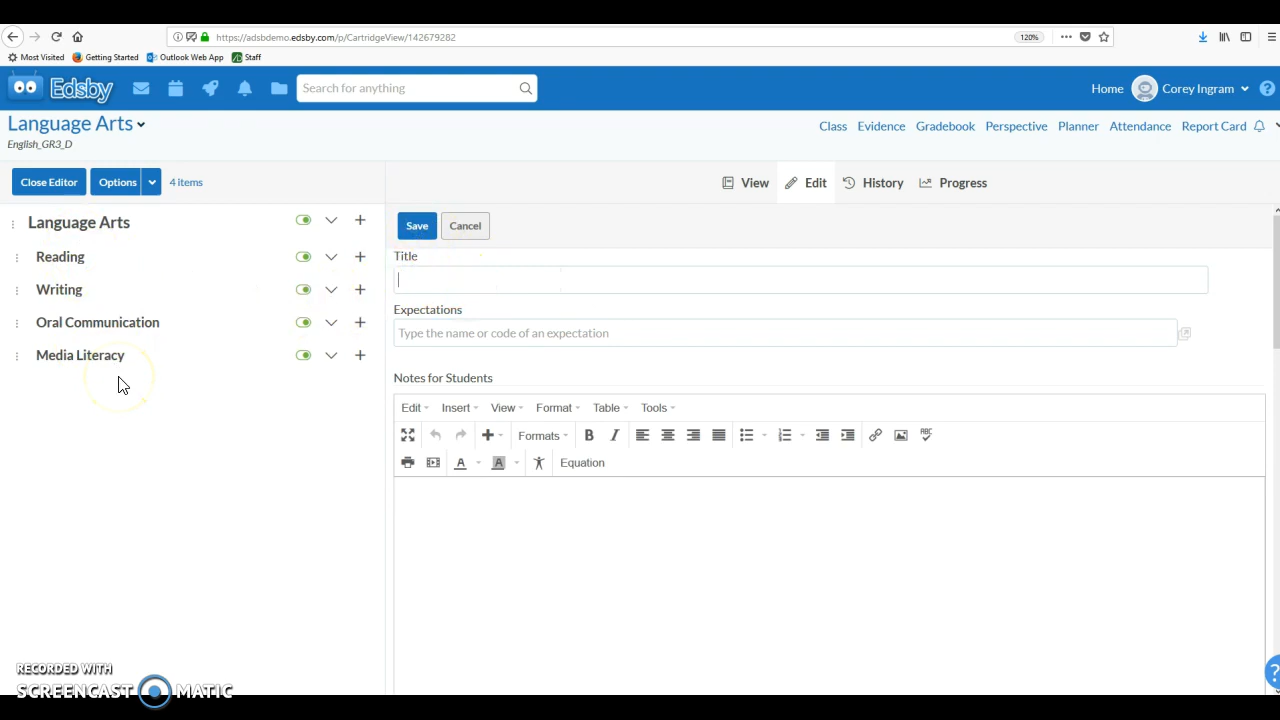 https://adsbdemo.edsby.com/p/CartridgeView/142679282
120%
Most Visited Getting Started Outlook Web App Staff
Edsby Search for anything Home Corey Ingram ?
Language Arts Class Evidence Gradebook Perspective Planner Attendance Report Card
English_GR3_D
Close Editor Options 4 items View Edit History Progress
Language Arts
Reading
Writing
Oral Communication
Media Literacy
Save Cancel
Title
Expectations
Type the name or code of an expectation
Notes for Students
Edit Insert View Format Table Tools
Formats B I ABC
A A Equation
?
RECORDED WITH
SCREENCAST MATIC